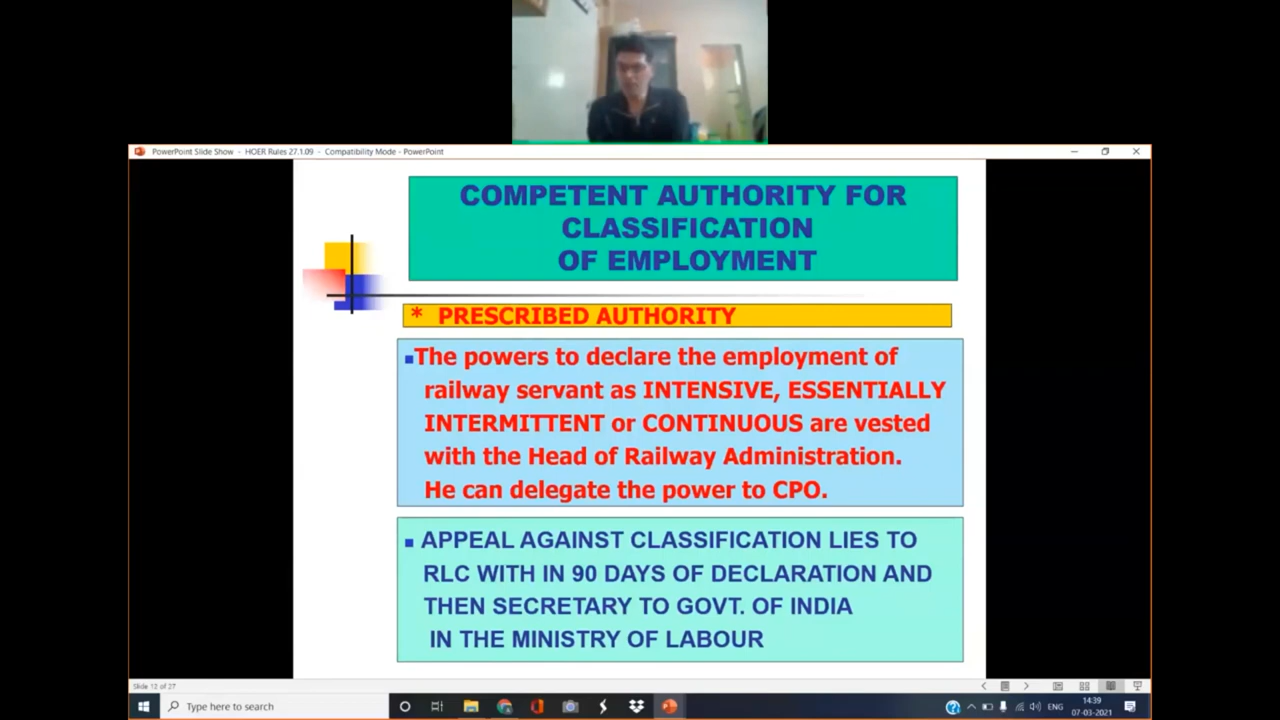 PowerPoint Slide Show - HOER Rules 27.1.09 - Compatibility Mode - PowerPoint
COMPETENT AUTHORITY FOR
CLASSIFICATION
OF EMPLOYMENT
* PRESCRIBED AUTHORITY
The powers to declare the employment of
railway servant as INTENSIVE, ESSENTIALLY
INTERMITTENT or CONTINUOUS are vested
with the Head of Railway Administration.
He can delegate the power to CPO.
APPEAL AGAINST CLASSIFICATION LIES TO
RLC WITH IN 90 DAYS OF DECLARATION AND
THEN SECRETARY TO GOVT. OF INDIA
IN THE MINISTRY OF LABOUR
Slide 12 of 27
Type here to search
ENG
14:39
07-03-2021